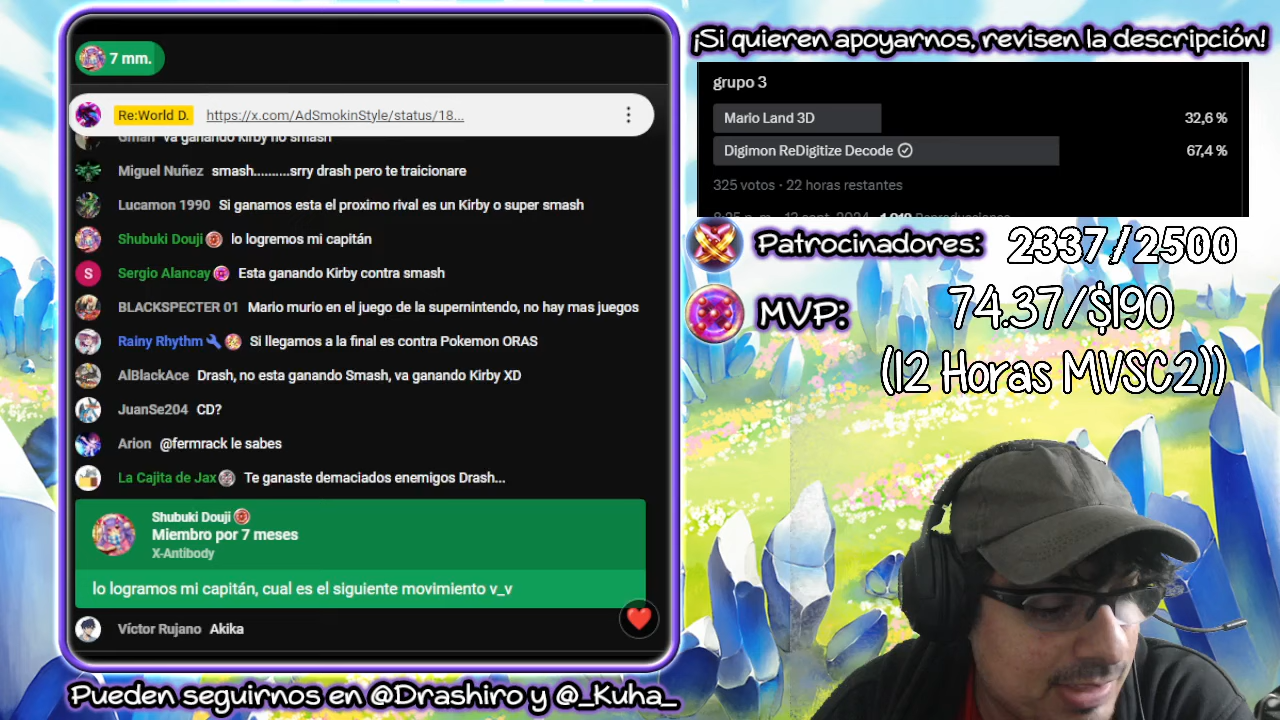 7 mm.
Re:World D. https://x.com/AdSmokinStyle/status/18...
Gman va ganando kirby no smash
Miguel Nuñez smash..........srry drash pero te traicionare
Lucamon 1990 Si ganamos esta el proximo rival es un Kirby o super smash
Shubuki Douji lo logremos mi capitán
S Sergio Alancay Esta ganando Kirby contra smash
BLACKSPECTER 01 Mario murio en el juego de la supernintendo, no hay mas juegos
Rainy Rhythm Si llegamos a la final es contra Pokemon ORAS
AlBlackAce Drash, no esta ganando Smash, va ganando Kirby XD
JuanSe204 CD?
Arion @fermrack le sabes
La Cajita de Jax Te ganaste demaciados enemigos Drash...
Shubuki Douji
Miembro por 7 meses
X-Antibody
lo logramos mi capitán, cual es el siguiente movimiento v_v
Víctor Rujano Akika
Pueden seguirnos en @Drashiro y @_Kuha_
¡Si quieren apoyarnos, revisen la descripción!
grupo 3
Mario Land 3D 32,6 %
Digimon ReDigitize Decode 67,4 %
325 votos · 22 horas restantes
8:25 p. m. · 13 sept. 2024 ·
Reproducciones
Patrocinadores: 2337/2500
MVP: 74.37/$190
(12 Horas MVSC2))